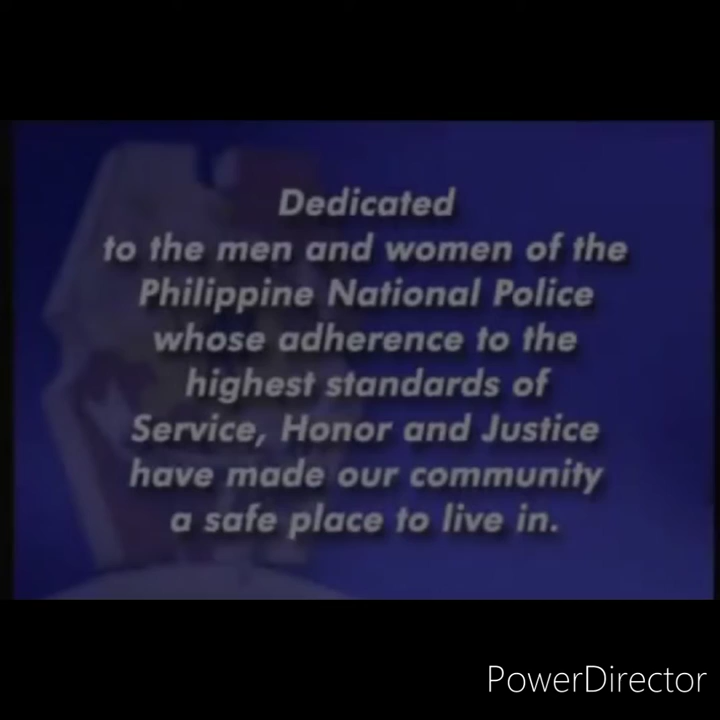 Dedicated
to the men and women of the
Philippine National Police
whose adherence to the
highest standards of
Service, Honor and Justice
have made our community
a safe place to live in.
PowerDirector